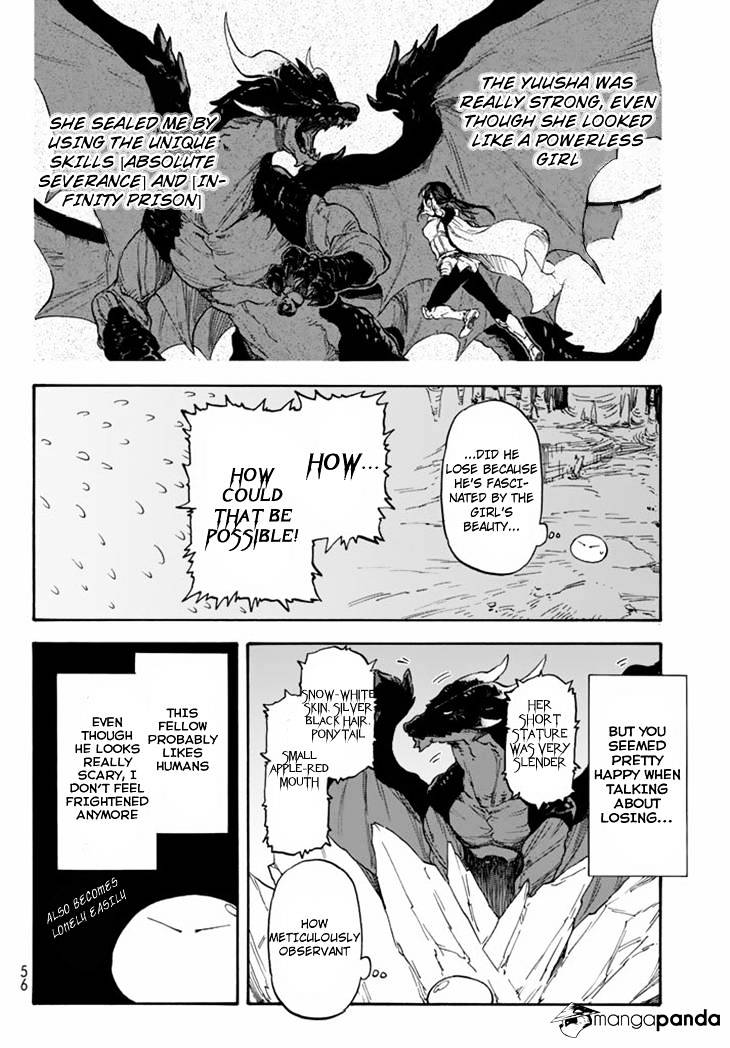 THE YUUSHA WAS
REALLY STRONG, EVEN
THOUGH SHE LOOKED
LIKE A POWERLESS
GIRL
SHE SEALED ME BY
USING THE UNIQUE
SKILLS [ABSOLUTE
SEVERANCE] AND [IN-
FINITY PRISON]
...DID HE
LOSE BECAUSE
HE'S FASCI-
NATED BY THE
GIRL'S
BEAUTY...
HOW...
HOW
COULD
THAT BE
POSSIBLE!
BUT YOU
SEEMED
PRETTY
HAPPY WHEN
TALKING
ABOUT
LOSING...
HER
SHORT
STATURE
WAS VERY
SLENDER
SNOW-WHITE
SKIN. SILVER
BLACK HAIR.
PONYTAIL
SMALL
APPLE-RED
MOUTH
HOW
METICULOUSLY
OBSERVANT
THIS
FELLOW
PROBABLY
LIKES
HUMANS
EVEN
THOUGH
HE LOOKS
REALLY
SCARY, I
DON'T FEEL
FRIGHTENED
ANYMORE
ALSO BECOMES
LONELY EASILY
56
mangapanda